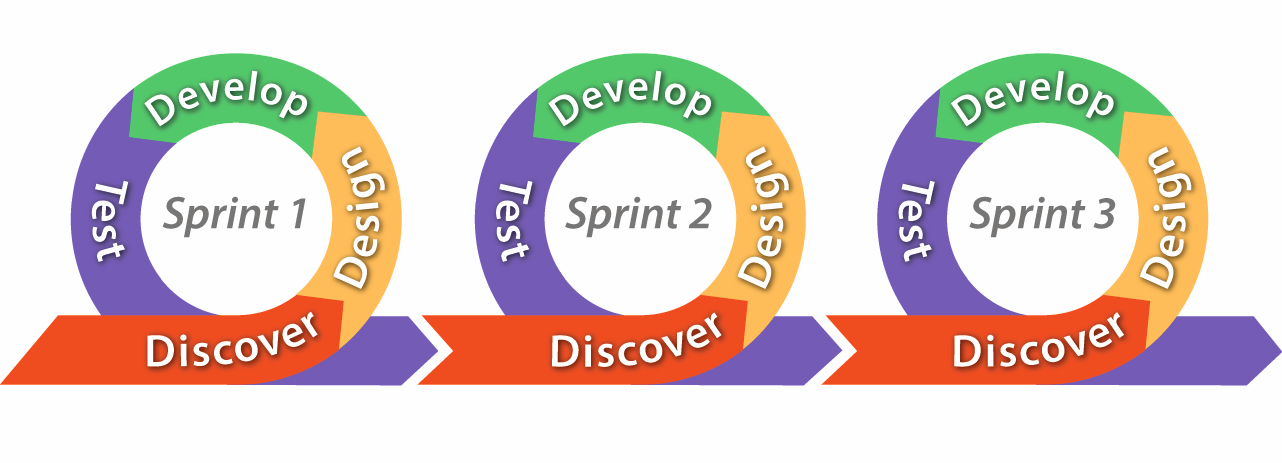 Develop
Test
Sprint 1
Design
Discover
Develop
Test
Sprint 2
Design
Discover
Develop
Test
Sprint 3
Design
Discover